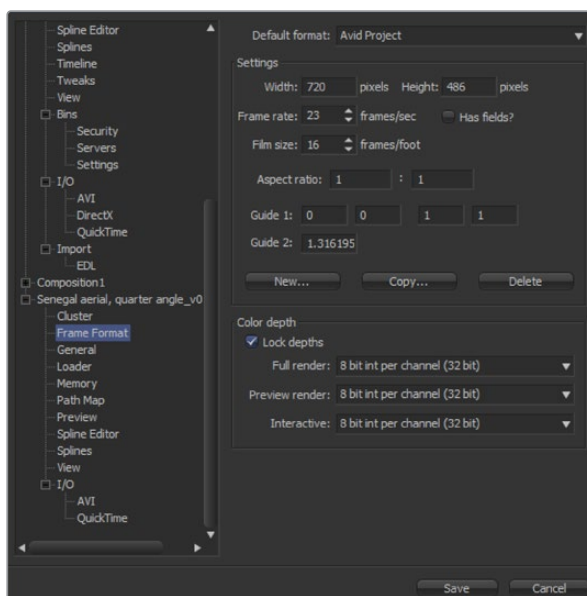 Spline Editor
Splines
Timeline
Tweaks
View
Bins
Security
Servers
Settings
I/O
AVI
DirectX
QuickTime
Import
EDL
Composition1
Senegal aerial, quarter angle_v0
Cluster
Frame Format
General
Loader
Memory
Path Map
Preview
Spline Editor
Splines
View
I/O
AVI
QuickTime
Default format: Avid Project
Settings
Width: 720 pixels Height: 486 pixels
Frame rate: 23 frames/sec Has fields?
Film size: 16 frames/foot
Aspect ratio: 1 : 1
Guide 1: 0 0 1 1
Guide 2: 1.316195
New... Copy... Delete
Color depth
Lock depths
Full render: 8 bit int per channel (32 bit)
Preview render: 8 bit int per channel (32 bit)
Interactive: 8 bit int per channel (32 bit)
Save Cancel